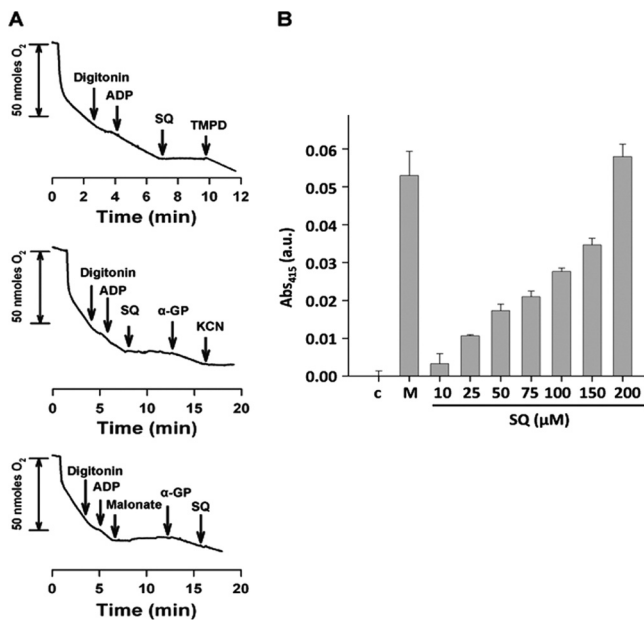 A
50 nmoles O2
Digitonin
ADP
SQ
TMPD
0 2 4 6 8 10 12
Time (min)
50 nmoles O2
Digitonin
ADP
SQ
α-GP
KCN
0 5 10 15 20
Time (min)
50 nmoles O2
Digitonin
ADP
Malonate
α-GP
SQ
0 5 10 15 20
Time (min)
B
Abs415 (a.u.)
0.06
0.05
0.04
0.03
0.02
0.01
0.00
c M 10 25 50 75 100 150 200
SQ (µM)